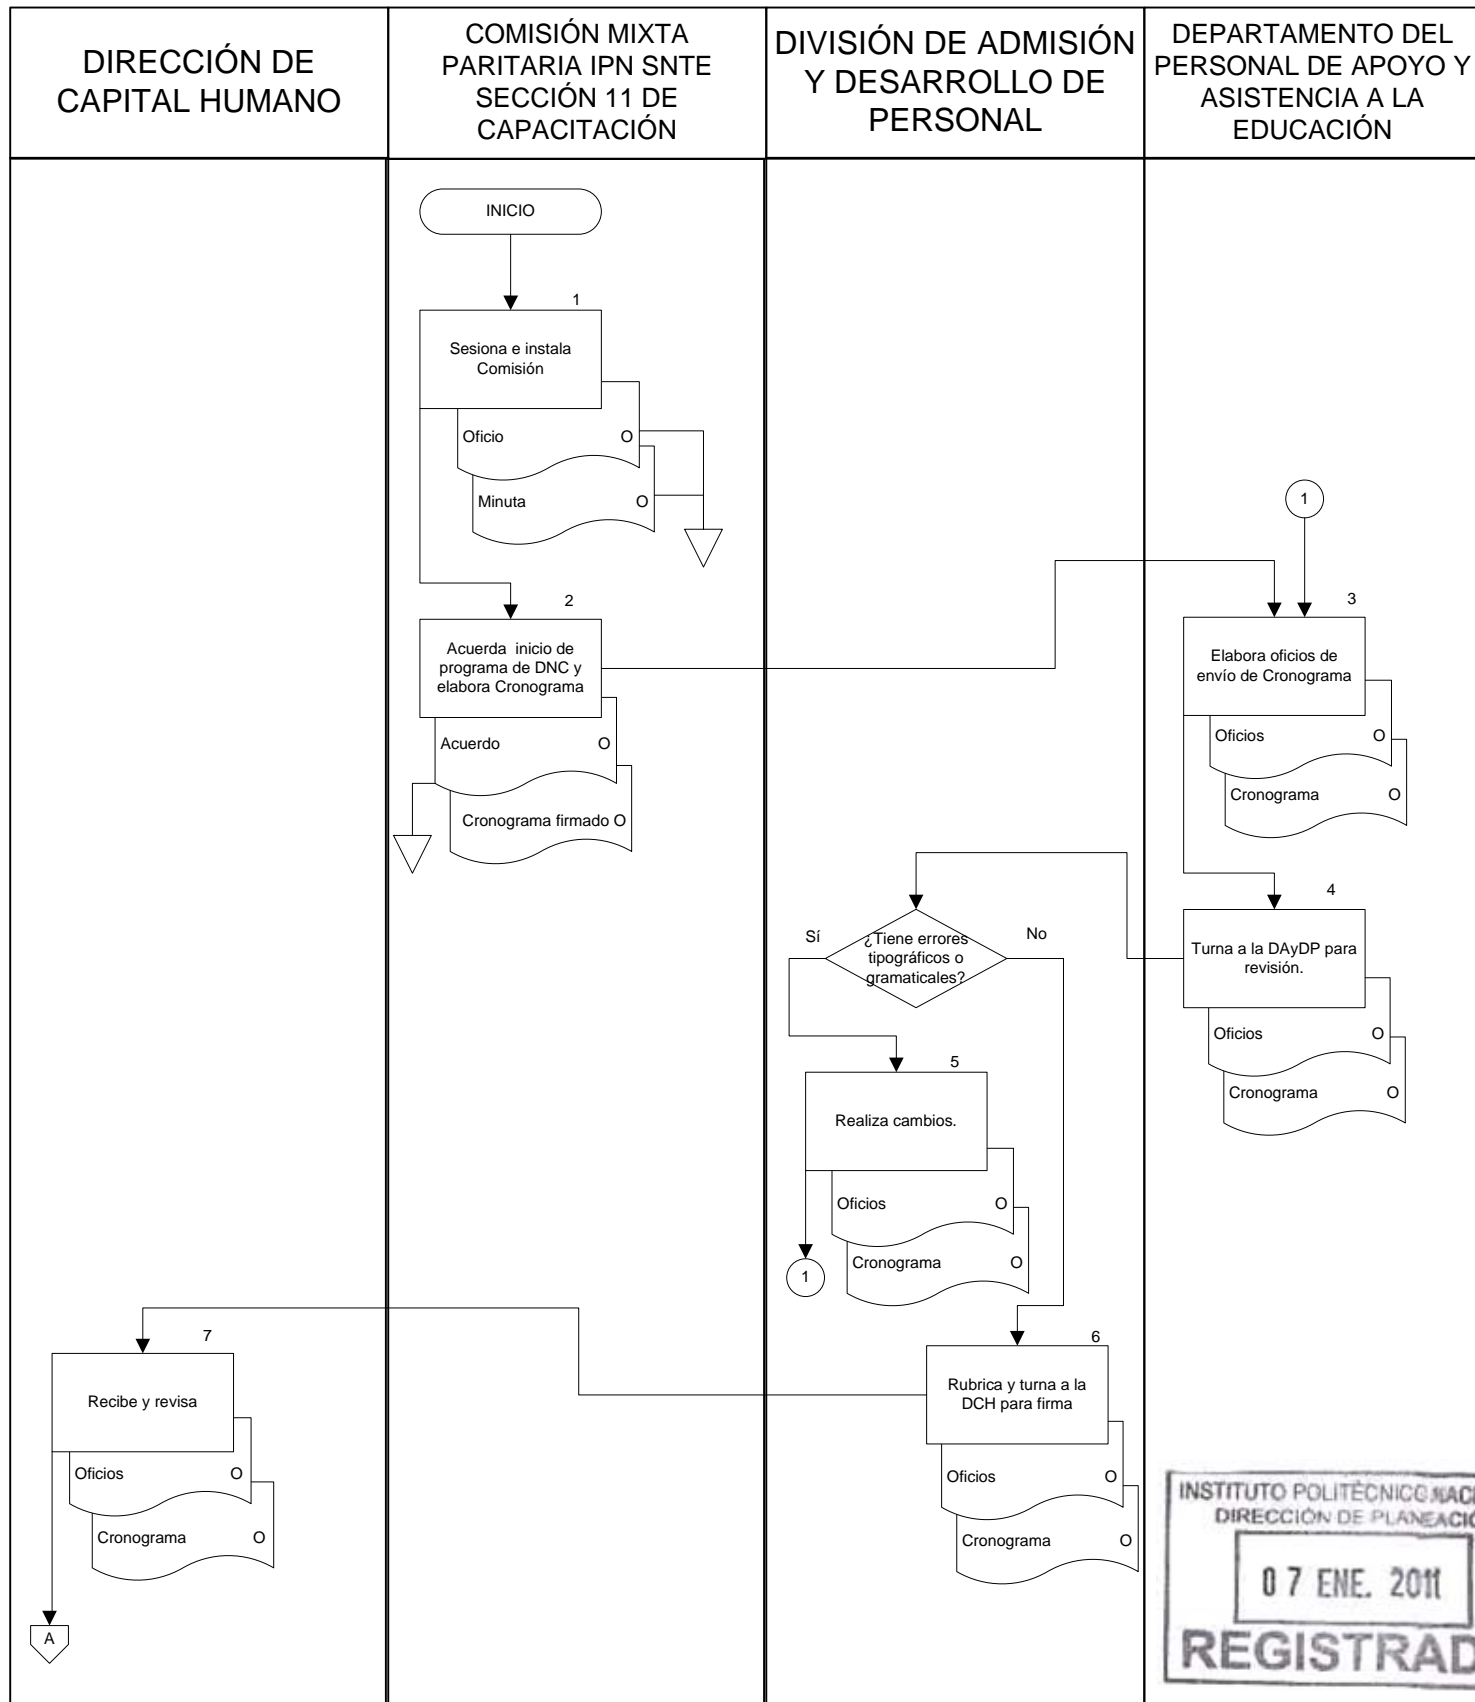 DIRECCIÓN DE
CAPITAL HUMANO
COMISIÓN MIXTA
PARITARIA IPN SNTE
SECCIÓN 11 DE
CAPACITACIÓN
DIVISIÓN DE ADMISIÓN
Y DESARROLLO DE
PERSONAL
DEPARTAMENTO DEL
PERSONAL DE APOYO Y
ASISTENCIA A LA
EDUCACIÓN
INICIO
1
Sesiona e instala
Comisión
Oficio O
Minuta O
2
Acuerda inicio de
programa de DNC y
elabora Cronograma
Acuerdo O
Cronograma firmado O
1
3
Elabora oficios de
envío de Cronograma
Oficios O
Cronograma O
4
Turna a la DAyDP para
revisión.
Oficios O
Cronograma O
Sí
¿Tiene errores
tipográficos o
gramaticales?
No
5
Realiza cambios.
Oficios O
Cronograma O
1
6
Rubrica y turna a la
DCH para firma
Oficios O
Cronograma O
7
Recibe y revisa
Oficios O
Cronograma O
A
INSTITUTO POLITÉCNICO NACI
DIRECCIÓN DE PLANEACIÓ
0 7 ENE. 2011
REGISTRAD